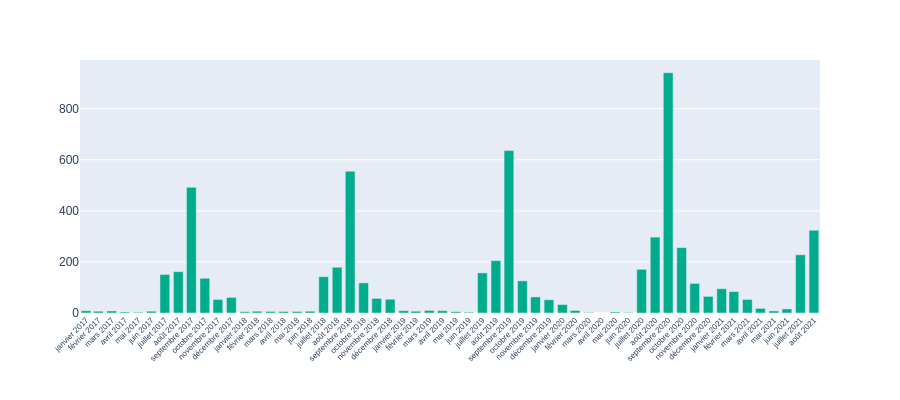 800
600
400
200
0
janvier 2017
février 2017
mars 2017
avril 2017
mai 2017
juin 2017
juillet 2017
août 2017
septembre 2017
octobre 2017
novembre 2017
décembre 2017
janvier 2018
février 2018
mars 2018
avril 2018
mai 2018
juin 2018
juillet 2018
août 2018
septembre 2018
octobre 2018
novembre 2018
décembre 2018
janvier 2019
février 2019
mars 2019
avril 2019
mai 2019
juin 2019
juillet 2019
août 2019
septembre 2019
octobre 2019
novembre 2019
décembre 2019
janvier 2020
février 2020
mars 2020
avril 2020
mai 2020
juin 2020
juillet 2020
août 2020
septembre 2020
octobre 2020
novembre 2020
décembre 2020
janvier 2021
février 2021
mars 2021
avril 2021
mai 2021
juin 2021
juillet 2021
août 2021